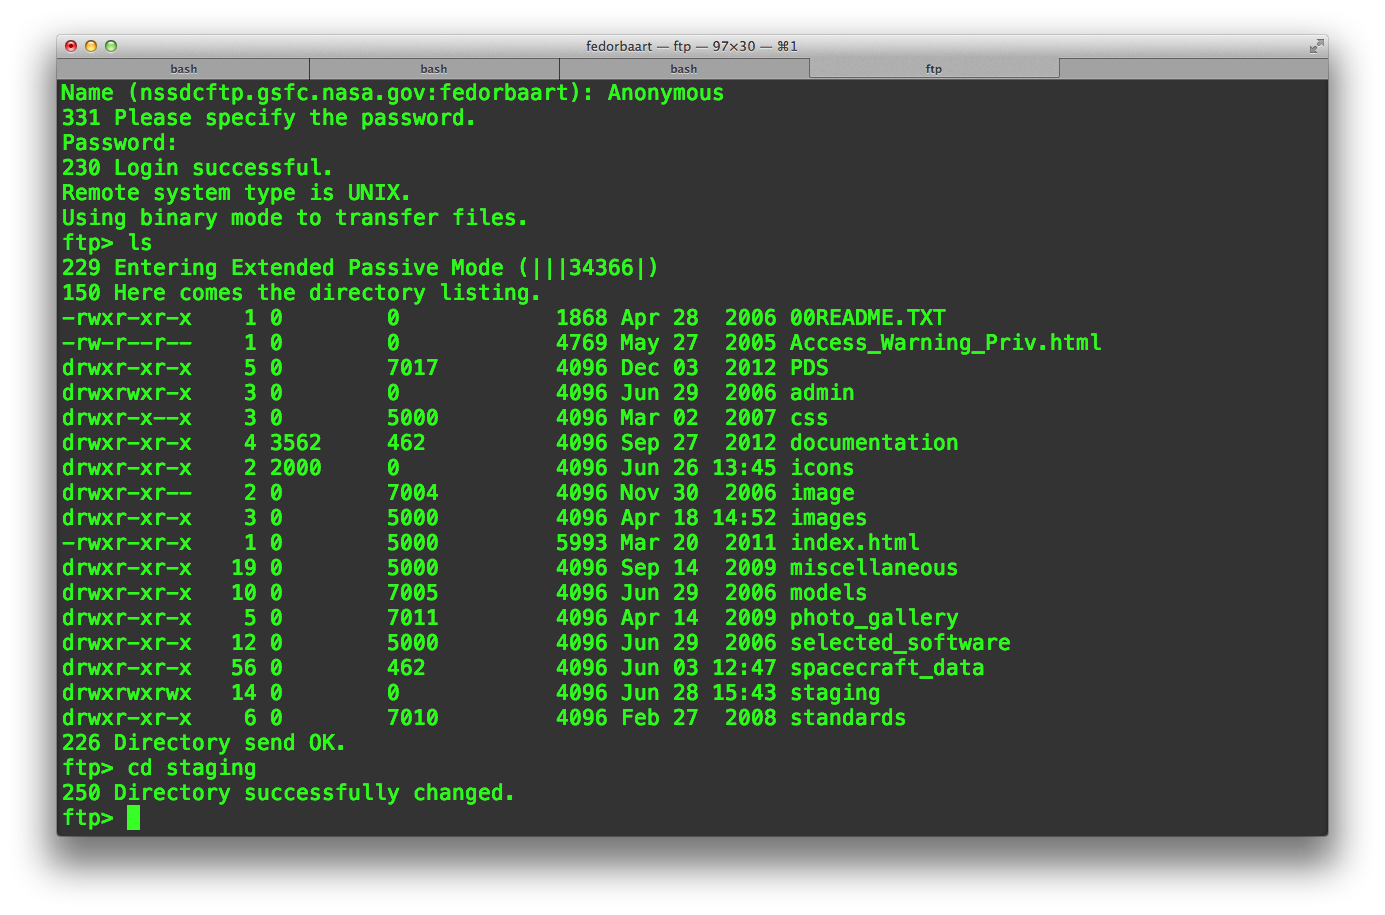 fedorbaart — ftp — 97×30 — ⌘1
bash bash bash ftp
Name (nssdcftp.gsfc.nasa.gov:fedorbaart): Anonymous
331 Please specify the password.
Password:
230 Login successful.
Remote system type is UNIX.
Using binary mode to transfer files.
ftp> ls
229 Entering Extended Passive Mode (|||34366|)
150 Here comes the directory listing.
-rwxr-xr-x    1 0        0            1868 Apr 28  2006 00README.TXT
-rw-r--r--    1 0        0            4769 May 27  2005 Access_Warning_Priv.html
drwxr-xr-x    5 0        7017         4096 Dec 03  2012 PDS
drwxrwxr-x    3 0        0            4096 Jun 29  2006 admin
drwxr-x--x    3 0        5000         4096 Mar 02  2007 css
drwxr-xr-x    4 3562     462          4096 Sep 27  2012 documentation
drwxr-xr-x    2 2000     0            4096 Jun 26 13:45 icons
drwxr-xr--    2 0        7004         4096 Nov 30  2006 image
drwxr-xr-x    3 0        5000         4096 Apr 18 14:52 images
-rwxr-xr-x    1 0        5000         5993 Mar 20  2011 index.html
drwxr-xr-x   19 0        5000         4096 Sep 14  2009 miscellaneous
drwxr-xr-x   10 0        7005         4096 Jun 29  2006 models
drwxr-xr-x    5 0        7011         4096 Apr 14  2009 photo_gallery
drwxr-xr-x   12 0        5000         4096 Jun 29  2006 selected_software
drwxr-xr-x   56 0        462          4096 Jun 03 12:47 spacecraft_data
drwxrwxrwx   14 0        0            4096 Jun 28 15:43 staging
drwxr-xr-x    6 0        7010         4096 Feb 27  2008 standards
226 Directory send OK.
ftp> cd staging
250 Directory successfully changed.
ftp>